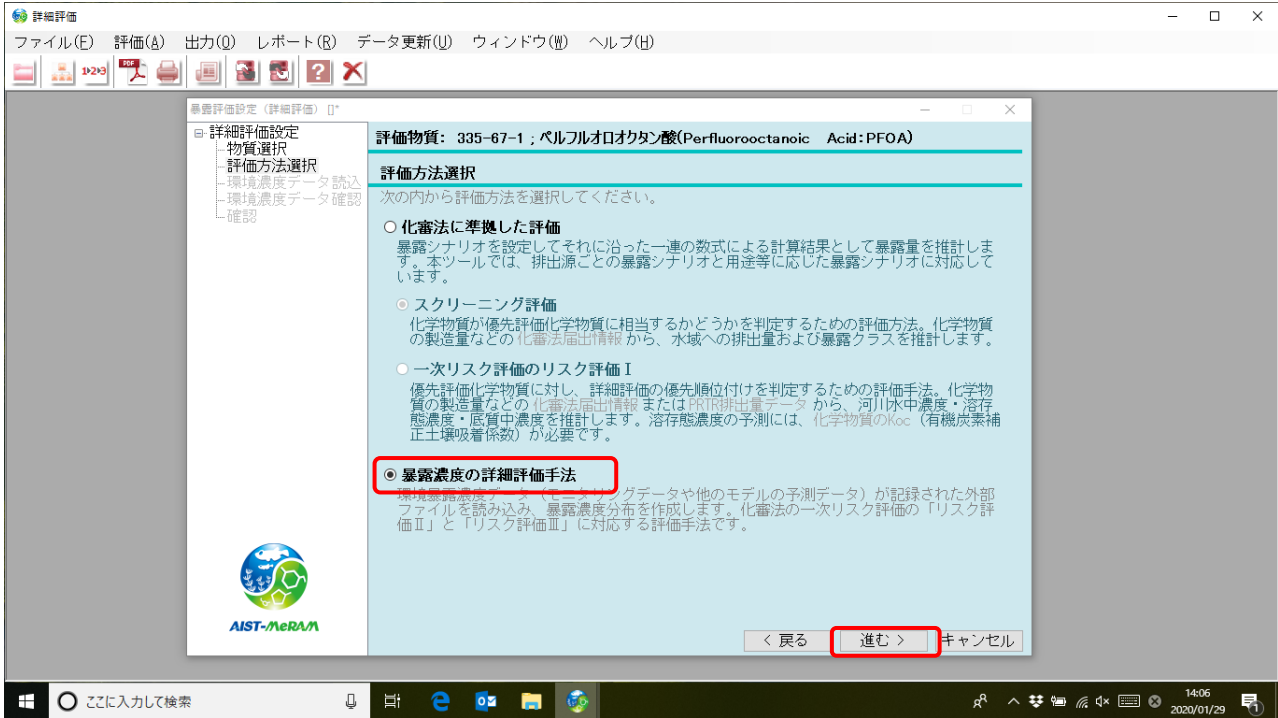 詳細評価
ファイル(F) 評価(A) 出力(O) レポート(R) データ更新(U) ウィンドウ(W) ヘルプ(H)
1▸2▸3 PDF
暴露評価設定（詳細評価） []*
詳細評価設定
物質選択
評価方法選択
環境濃度データ読込
環境濃度データ確認
確認
評価物質： 335-67-1 ; ペルフルオロオクタン酸(Perfluorooctanoic Acid:PFOA)
評価方法選択
次の内から評価方法を選択してください。
化審法に準拠した評価
暴露シナリオを設定してそれに沿った一連の数式による計算結果として暴露量を推計しま
す。本ツールでは、排出源ごとの暴露シナリオと用途等に応じた暴露シナリオに対応して
います。
スクリーニング評価
化学物質が優先評価化学物質に相当するかどうかを判定するための評価方法。化学物質
の製造量などの 化審法届出情報 から、水域への排出量および暴露クラスを推計します。
一次リスク評価のリスク評価Ⅰ
優先評価化学物質に対し、詳細評価の優先順位付けを判定するための評価手法。化学物
質の製造量などの 化審法届出情報 または PRTR排出量データ から、河川水中濃度・溶存
態濃度・底質中濃度を推計します。溶存態濃度の予測には、化学物質のKoc（有機炭素補
正土壌吸着係数）が必要です。
暴露濃度の詳細評価手法
環境暴露濃度データ（モニタリングデータや他のモデルの予測データ）が記録された外部
ファイルを読み込み、暴露濃度分布を作成します。化審法の一次リスク評価の「リスク評
価Ⅱ」と「リスク評価Ⅲ」に対応する評価手法です。
AIST-MeRAM
< 戻る 進む > キャンセル
ここに入力して検索
14:06
2020/01/29
1